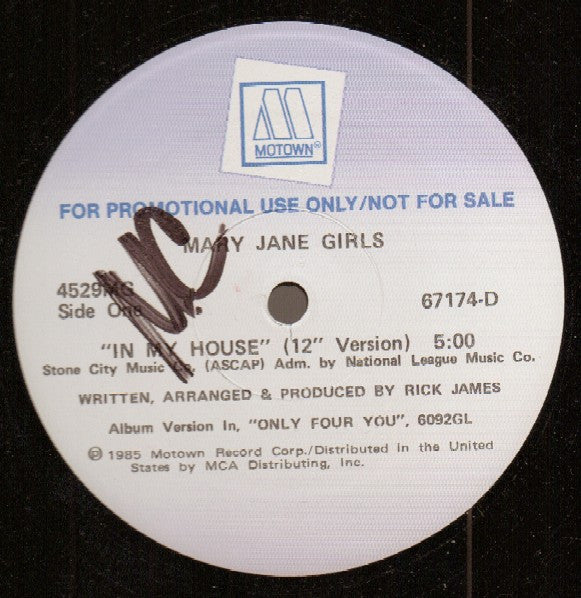 MOTOWN®
FOR PROMOTIONAL USE ONLY/NOT FOR SALE
MARY JANE GIRLS
4529MG
Side One
67174-D
"IN MY HOUSE" (12" Version) 5:00
Stone City Music Co. (ASCAP) Adm. by National League Music Co.
WRITTEN, ARRANGED & PRODUCED BY RICK JAMES
Album Version In, "ONLY FOUR YOU", 6092GL
℗ 1985 Motown Record Corp./Distributed in the United
States by MCA Distributing, Inc.